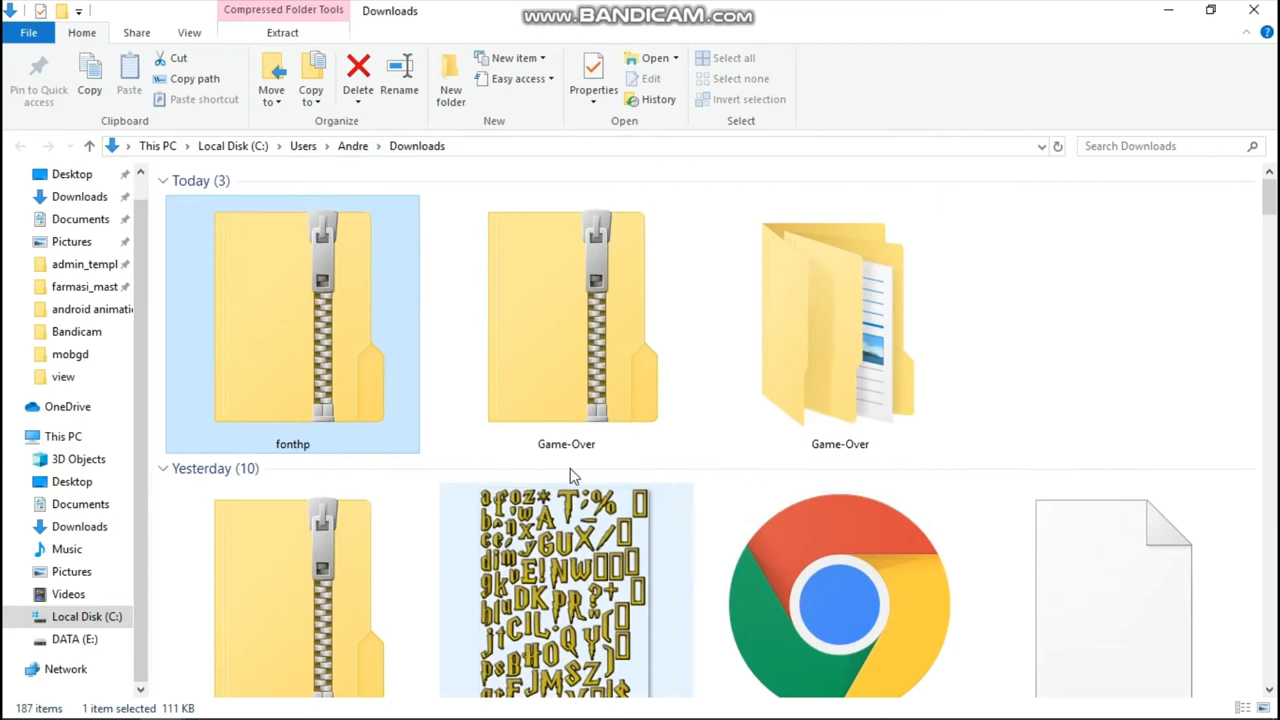 Compressed Folder Tools
Downloads
www.BANDICAM.com
File
Home
Share
View
Extract
Pin to Quick access
Copy
Paste
Cut
Copy path
Paste shortcut
Clipboard
Move to
Copy to
Delete
Rename
Organize
New folder
New item
Easy access
New
Properties
Open
Edit
History
Open
Select all
Select none
Invert selection
Select
This PC
Local Disk (C:)
Users
Andre
Downloads
Search Downloads
Desktop
Downloads
Documents
Pictures
admin_templ
farmasi_mast
android animati
Bandicam
mobgd
view
OneDrive
This PC
3D Objects
Desktop
Documents
Downloads
Music
Pictures
Videos
Local Disk (C:)
DATA (E:)
Network
Today (3)
fonthp
Game-Over
Game-Over
Yesterday (10)
187 items
1 item selected
111 KB